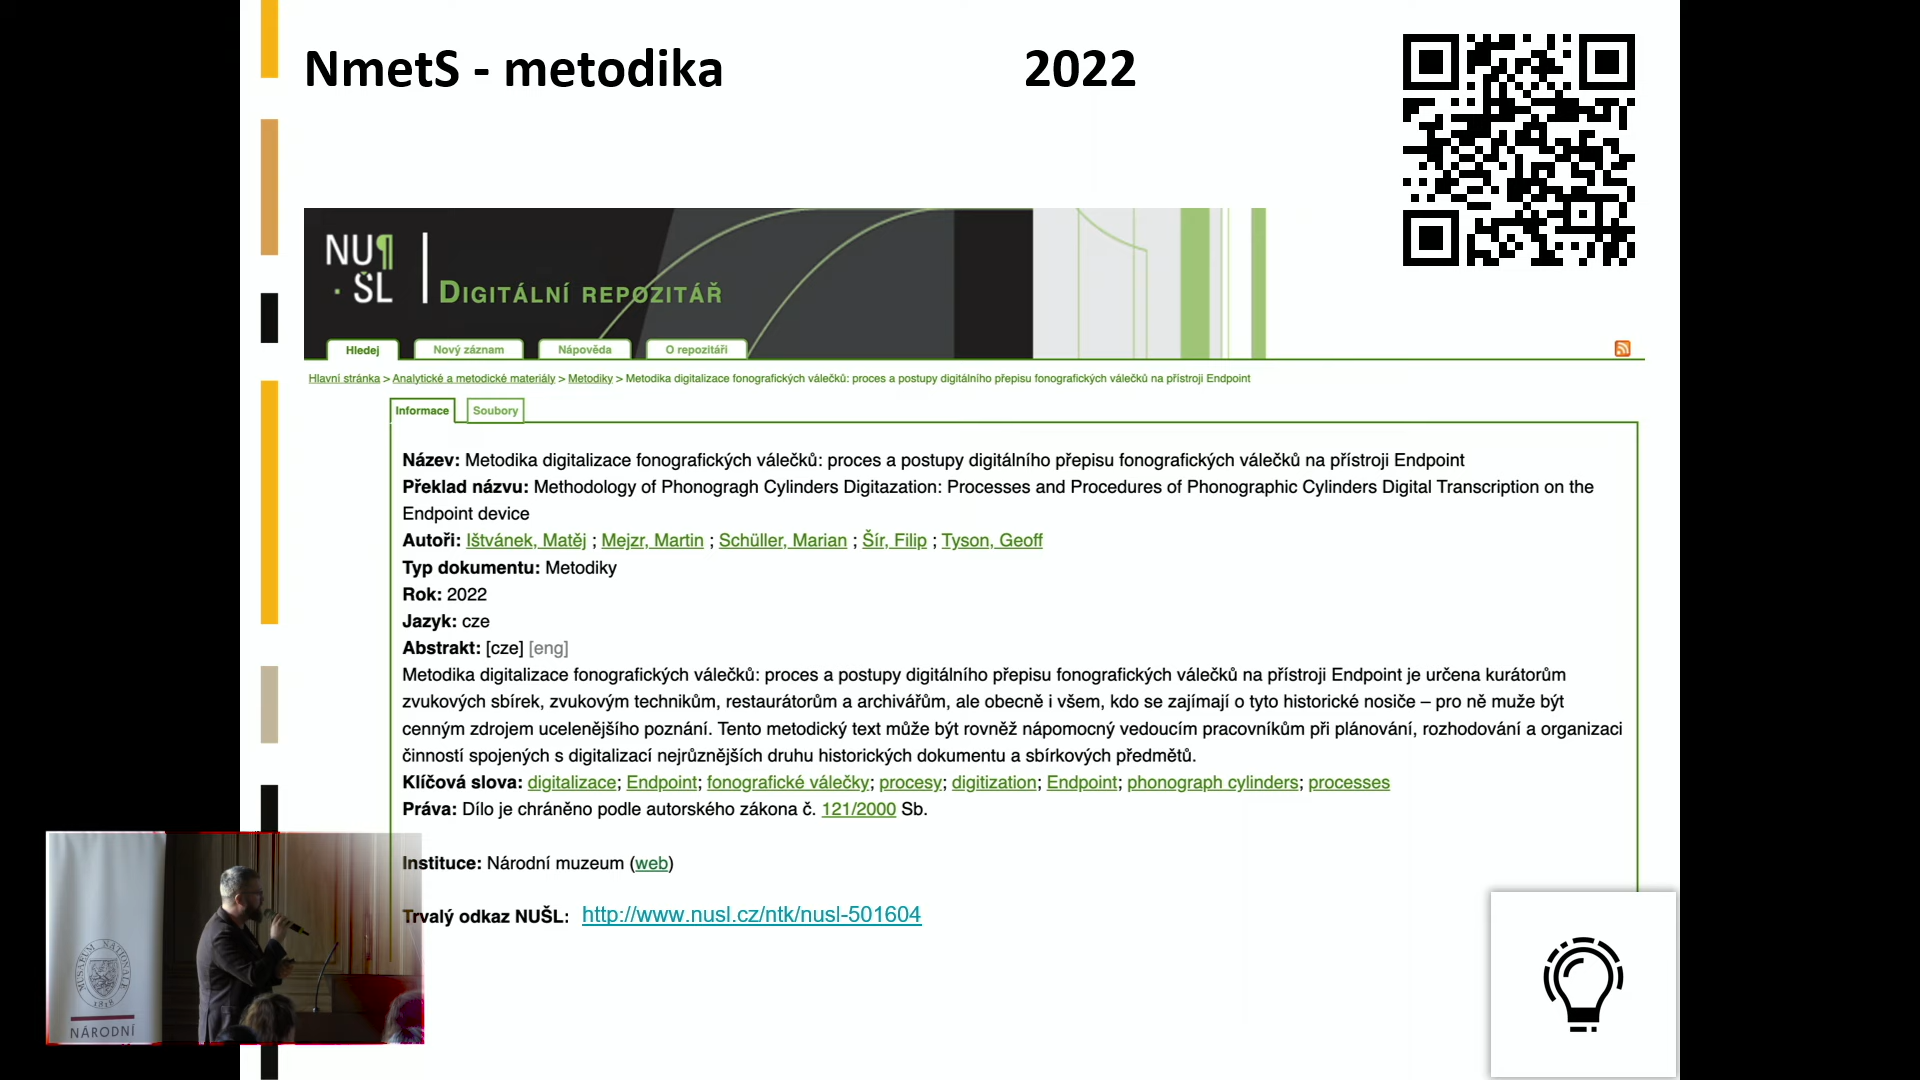 NmetS - metodika 2022
NU¶
· ŠL
DIGITÁLNÍ REPOZITÁŘ
Hledej Nový záznam Nápověda O repozitáři
Hlavní stránka > Analytické a metodické materiály > Metodiky > Metodika digitalizace fonografických válečků: proces a postupy digitálního přepisu fonografických válečků na přístroji Endpoint
Informace Soubory
Název: Metodika digitalizace fonografických válečků: proces a postupy digitálního přepisu fonografických válečků na přístroji Endpoint
Překlad názvu: Methodology of Phonogragh Cylinders Digitazation: Processes and Procedures of Phonographic Cylinders Digital Transcription on the
Endpoint device
Autoři: Ištvánek, Matěj ; Mejzr, Martin ; Schüller, Marian ; Šír, Filip ; Tyson, Geoff
Typ dokumentu: Metodiky
Rok: 2022
Jazyk: cze
Abstrakt: [cze] [eng]
Metodika digitalizace fonografických válečků: proces a postupy digitálního přepisu fonografických válečků na přístroji Endpoint je určena kurátorům
zvukových sbírek, zvukovým technikům, restaurátorům a archivářům, ale obecně i všem, kdo se zajímají o tyto historické nosiče – pro ně muže být
cenným zdrojem ucelenějšího poznání. Tento metodický text může být rovněž nápomocný vedoucím pracovníkům při plánování, rozhodování a organizaci
činností spojených s digitalizací nejrůznějších druhu historických dokumentu a sbírkových předmětů.
Klíčová slova: digitalizace; Endpoint; fonografické válečky; procesy; digitization; Endpoint; phonograph cylinders; processes
Práva: Dílo je chráněno podle autorského zákona č. 121/2000 Sb.
Instituce: Národní muzeum (web)
Trvalý odkaz NUŠL: http://www.nusl.cz/ntk/nusl-501604
MUSEUM NATIONALE
1818
NÁRODNÍ